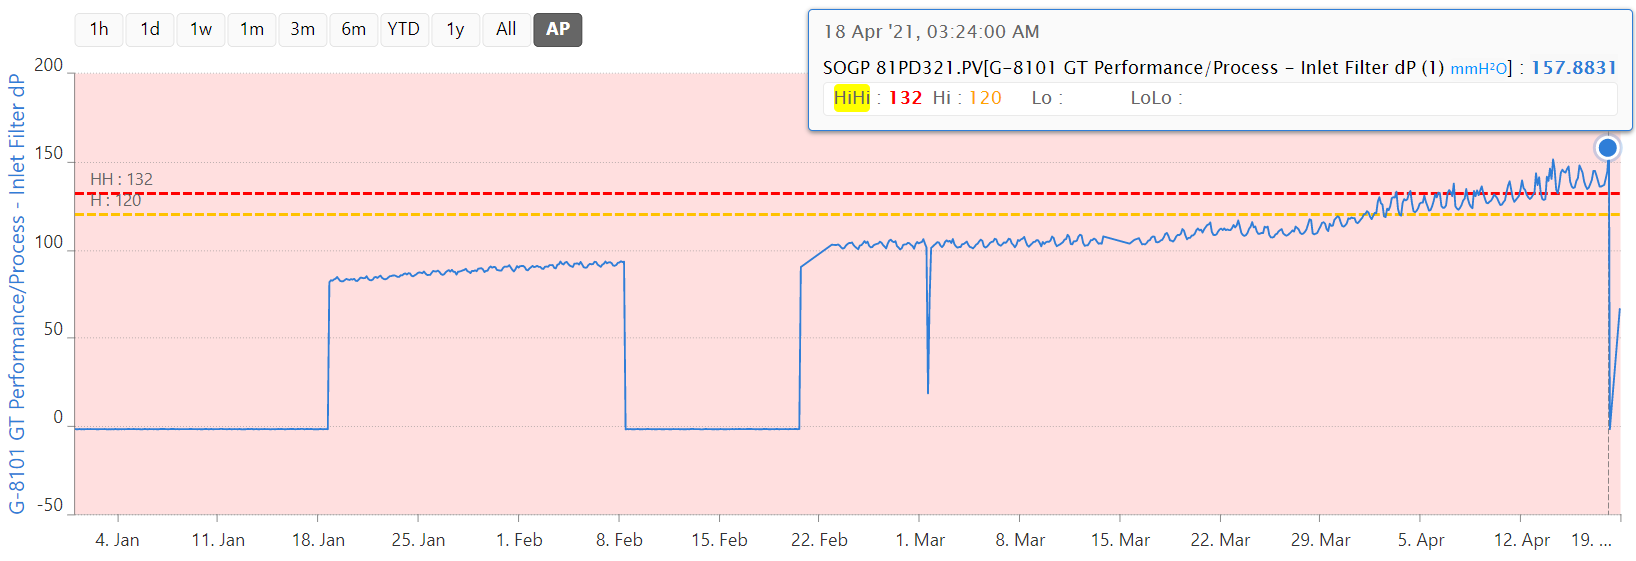 1h 1d 1w 1m 3m 6m YTD 1y All AP
18 Apr '21, 03:24:00 AM
SOGP 81PD321.PV[G-8101 GT Performance/Process - Inlet Filter dP (1) mmH²O] : 157.8831
HiHi : 132 Hi : 120 Lo : LoLo :
G-8101 GT Performance/Process - Inlet Filter dP
200
150
HH : 132
H : 120
100
50
0
-50
4. Jan 11. Jan 18. Jan 25. Jan 1. Feb 8. Feb 15. Feb 22. Feb 1. Mar 8. Mar 15. Mar 22. Mar 29. Mar 5. Apr 12. Apr 19. ...